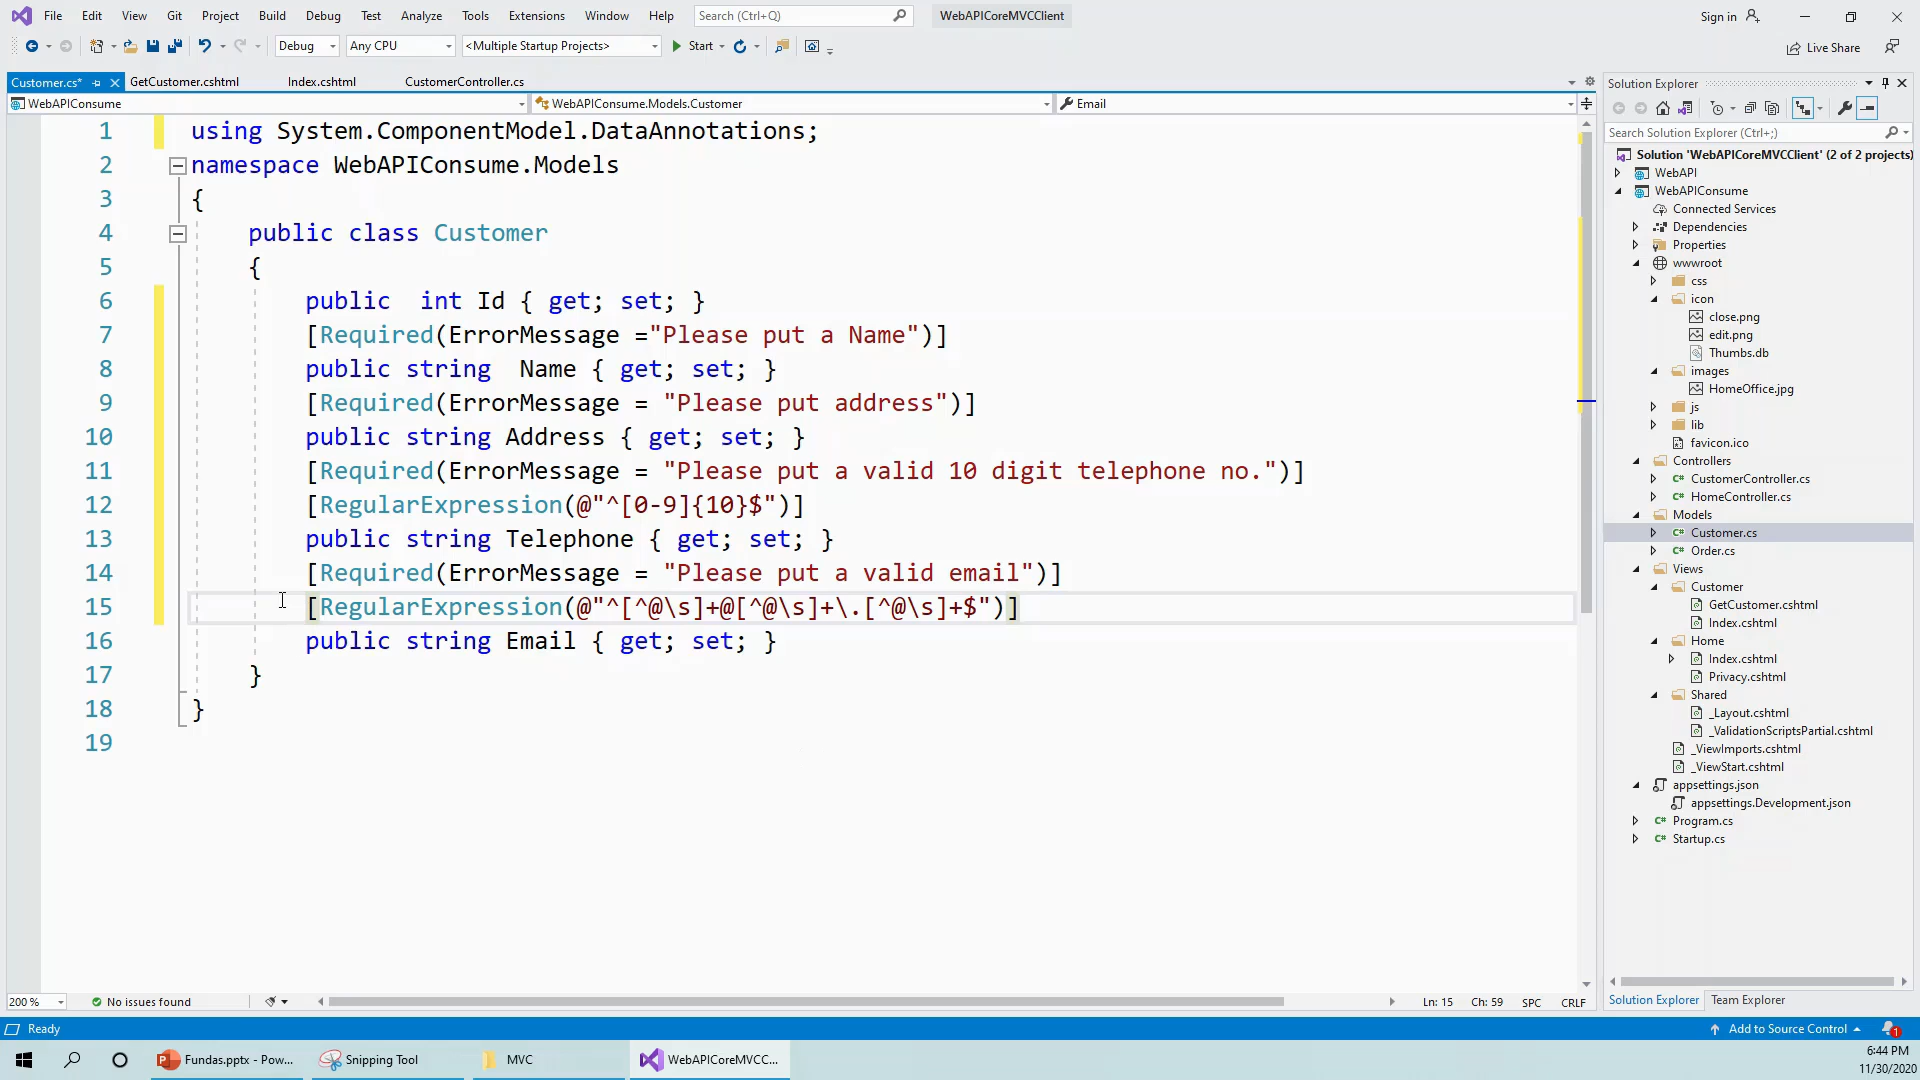 File Edit View Git Project Build Debug Test Analyze Tools Extensions Window Help Search (Ctrl+Q) WebAPICoreMVCClient Sign in
Debug Any CPU <Multiple Startup Projects> Start Live Share
Customer.cs* GetCustomer.cshtml Index.cshtml CustomerController.cs
WebAPIConsume WebAPIConsume.Models.Customer Email
1 using System.ComponentModel.DataAnnotations;
2 namespace WebAPIConsume.Models
3 {
4 public class Customer
5 {
6 public  int Id { get; set; }
7 [Required(ErrorMessage ="Please put a Name")]
8 public string  Name { get; set; }
9 [Required(ErrorMessage = "Please put address")]
10 public string Address { get; set; }
11 [Required(ErrorMessage = "Please put a valid 10 digit telephone no.")]
12 [RegularExpression(@"^[0-9]{10}$")]
13 public string Telephone { get; set; }
14 [Required(ErrorMessage = "Please put a valid email")]
15 [RegularExpression(@"^[^@\s]+@[^@\s]+\.[^@\s]+$")]
16 public string Email { get; set; }
17 }
18 }
19
200 % No issues found Ln: 15 Ch: 59 SPC CRLF
Solution Explorer
Search Solution Explorer (Ctrl+;)
Solution 'WebAPICoreMVCClient' (2 of 2 projects)
WebAPI
WebAPIConsume
Connected Services
Dependencies
Properties
wwwroot
css
icon
close.png
edit.png
Thumbs.db
images
HomeOffice.jpg
js
lib
favicon.ico
Controllers
C# CustomerController.cs
C# HomeController.cs
Models
C# Customer.cs
C# Order.cs
Views
Customer
GetCustomer.cshtml
Index.cshtml
Home
Index.cshtml
Privacy.cshtml
Shared
_Layout.cshtml
_ValidationScriptsPartial.cshtml
_ViewImports.cshtml
_ViewStart.cshtml
appsettings.json
appsettings.Development.json
C# Program.cs
C# Startup.cs
Solution Explorer Team Explorer
Ready Add to Source Control 1
Fundas.pptx - Pow... Snipping Tool MVC WebAPICoreMVCC... 6:44 PM
11/30/2020